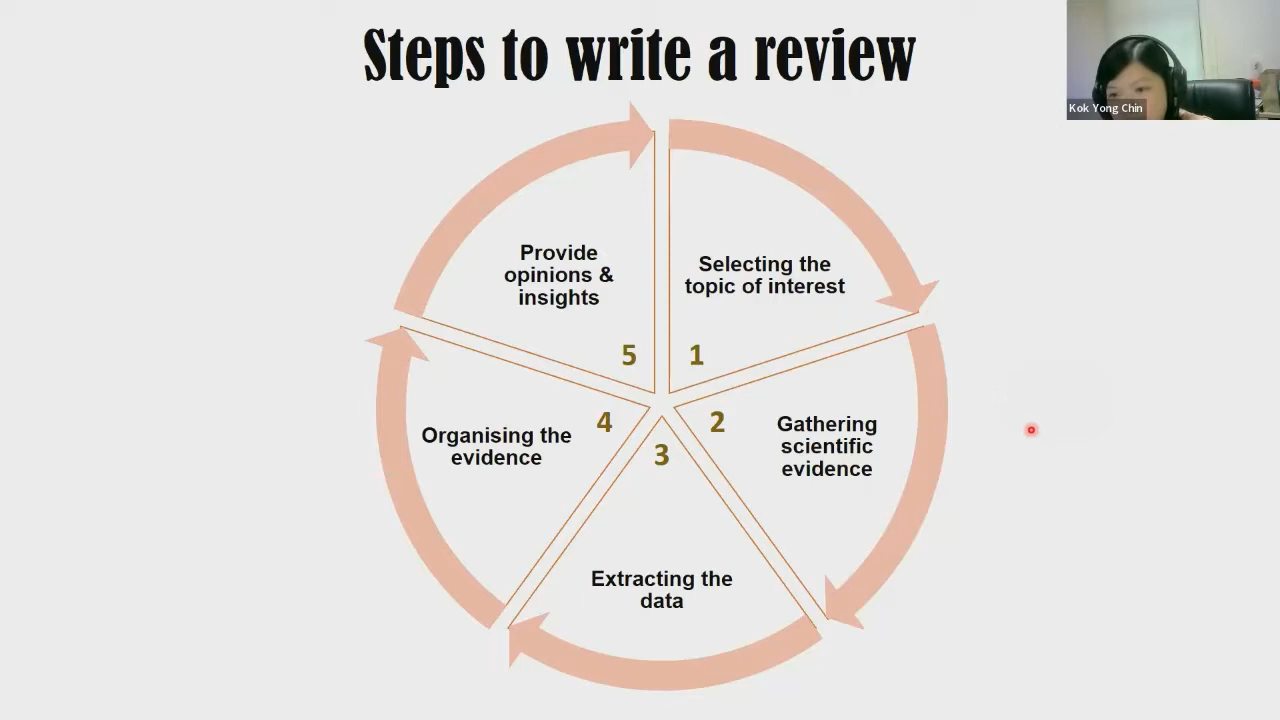 Steps to write a review
Kok Yong Chin
Provide
opinions &
insights
5
Selecting the
topic of interest
1
Gathering
scientific
evidence
2
Extracting the
data
3
Organising the
evidence
4